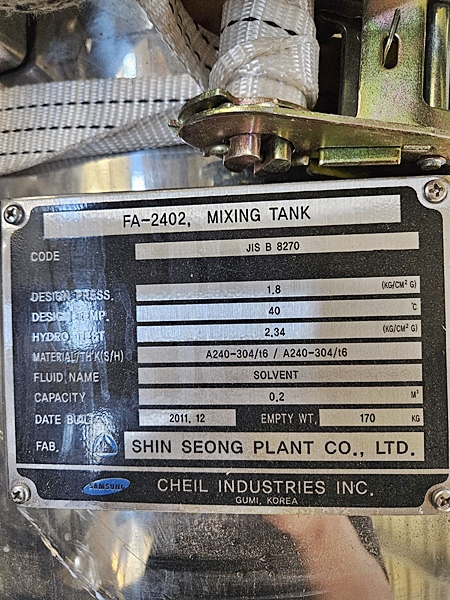 FA-2402, MIXING TANK
CODE JIS B 8270
DESIGN PRESS. 1.8 (KG/CM² G)
DESIGN TEMP. 40 °C
HYDRO. TEST 2.34 (KG/CM² G)
MATERIAL/TH'K(S/H) A240-304/t6 / A240-304/t6
FLUID NAME SOLVENT
CAPACITY 0.2 M³
DATE BUILT 2011. 12 EMPTY WT. 170 KG
FAB. SHIN SEONG PLANT CO., LTD.
SAMSUNG CHEIL INDUSTRIES INC.
GUMI, KOREA